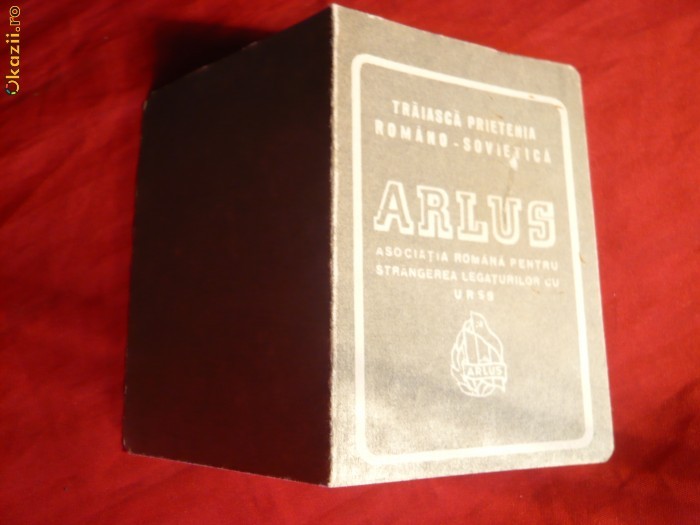 Okazii.ro
TRĂIASCĂ PRIETENIA
ROMÂNO-SOVIETICĂ
ARLUS
ASOCIAȚIA ROMÂNĂ PENTRU
STRÂNGEREA LEGĂTURILOR CU
URSS
ARLUS